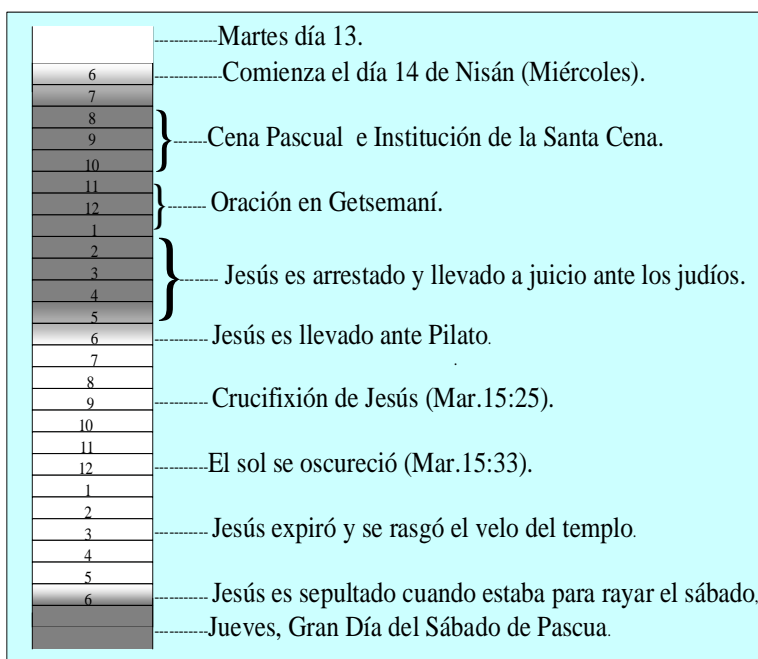 Martes día 13.
6 Comienza el día 14 de Nisán (Miércoles).
7
8
9 Cena Pascual e Institución de la Santa Cena.
10
11
12 Oración en Getsemaní.
1
2
3 Jesús es arrestado y llevado a juicio ante los judíos.
4
5
6 Jesús es llevado ante Pilato.
7 .
8
9 Crucifixión de Jesús (Mar.15:25).
10
11
12 El sol se oscureció (Mar.15:33).
1
2
3 Jesús expiró y se rasgó el velo del templo.
4
5
6 Jesús es sepultado cuando estaba para rayar el sábado,
Jueves, Gran Día del Sábado de Pascua.